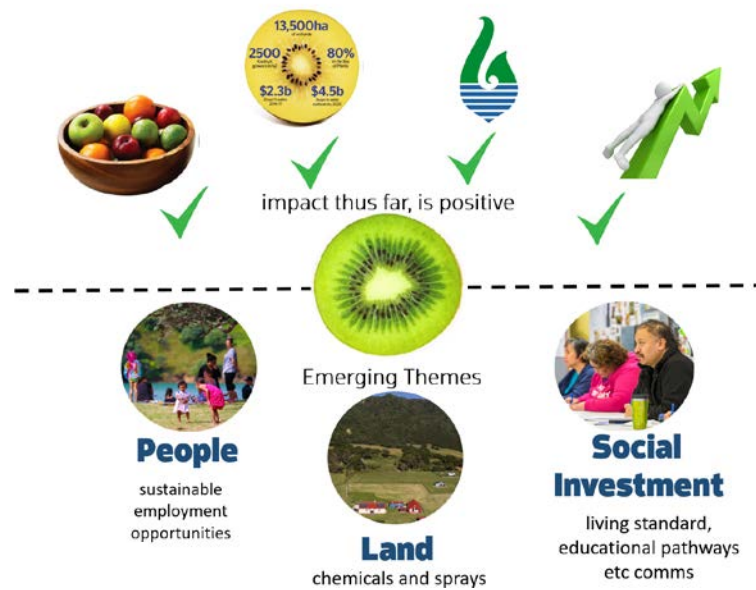 13,500ha
2500
80%
$2.3b
$4.5b
impact thus far, is positive
Emerging Themes
People
sustainable
employment
opportunities
Land
chemicals and sprays
Social
Investment
living standard,
educational pathways
etc comms